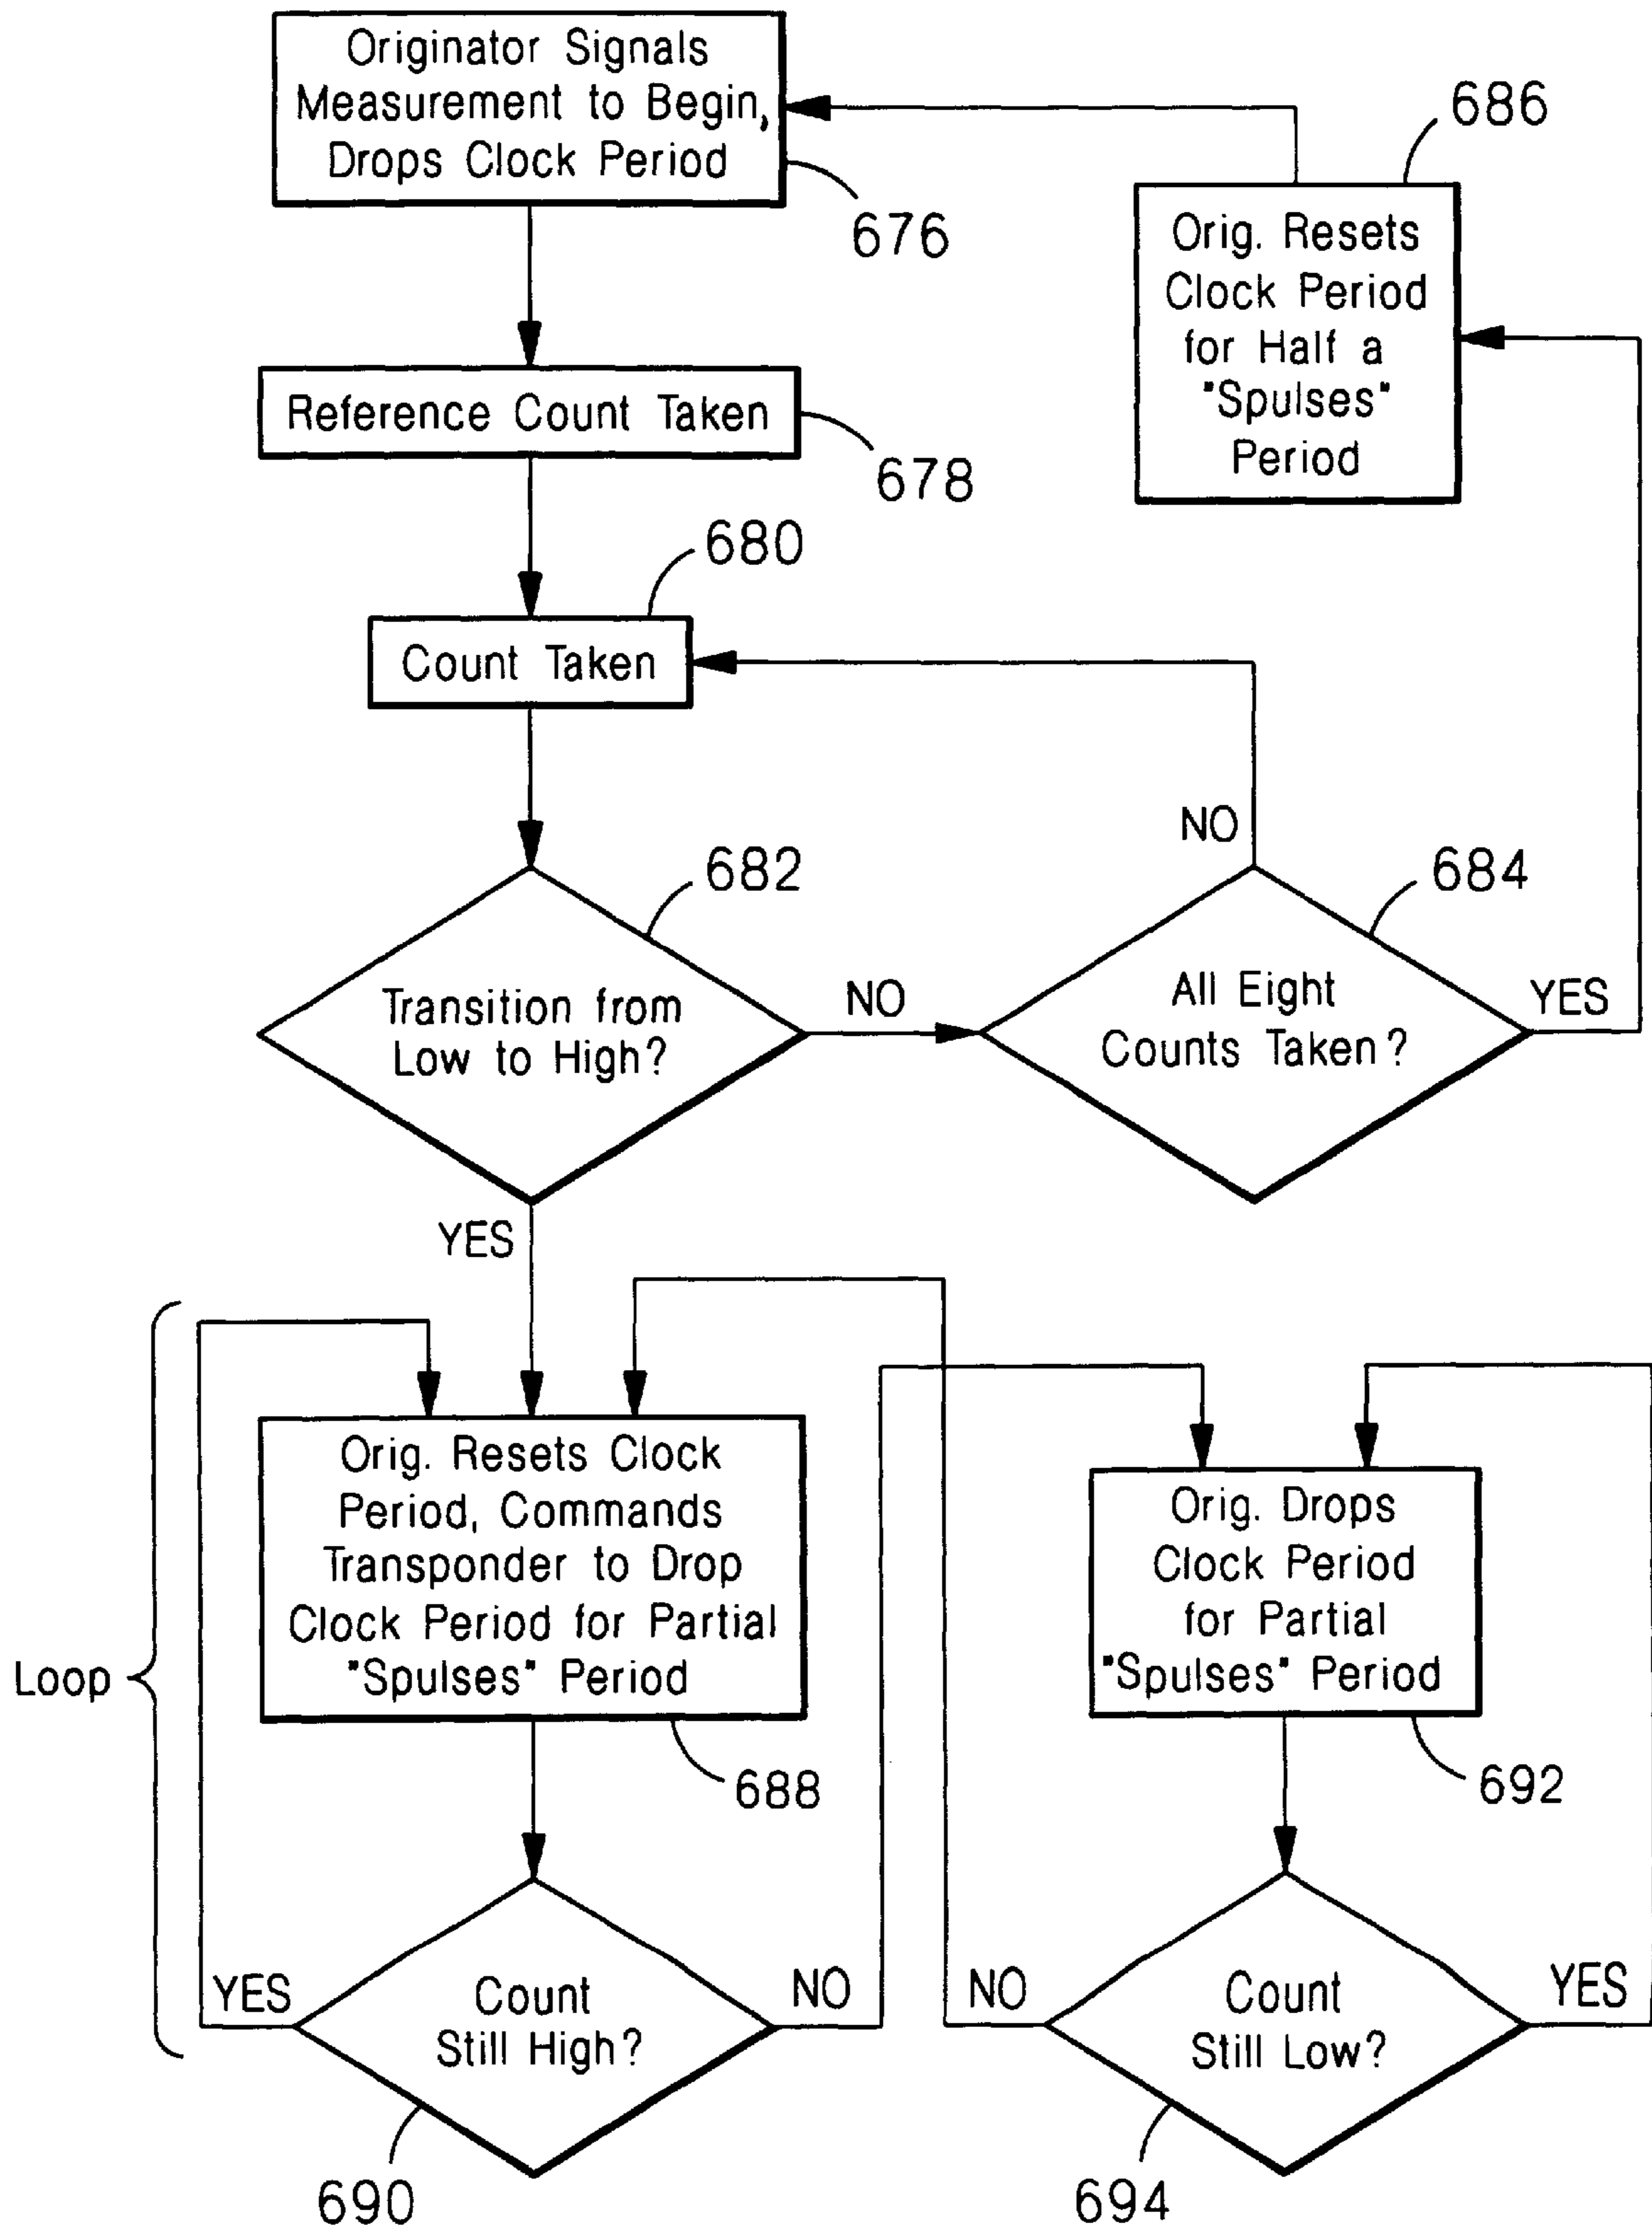 Originator Signals
Measurement to Begin,
Drops Clock Period
676
686
Orig. Resets
Clock Period
for Half a
"Spulses"
Period
Reference Count Taken
678
680
Count Taken
NO
682
684
Transition from
Low to High?
NO
All Eight
Counts Taken?
YES
YES
Loop
Orig. Resets Clock
Period, Commands
Transponder to Drop
Clock Period for Partial
"Spulses" Period
688
Orig. Drops
Clock Period
for Partial
"Spulses" Period
692
YES
Count
Still High?
NO
690
NO
Count
Still Low?
YES
694